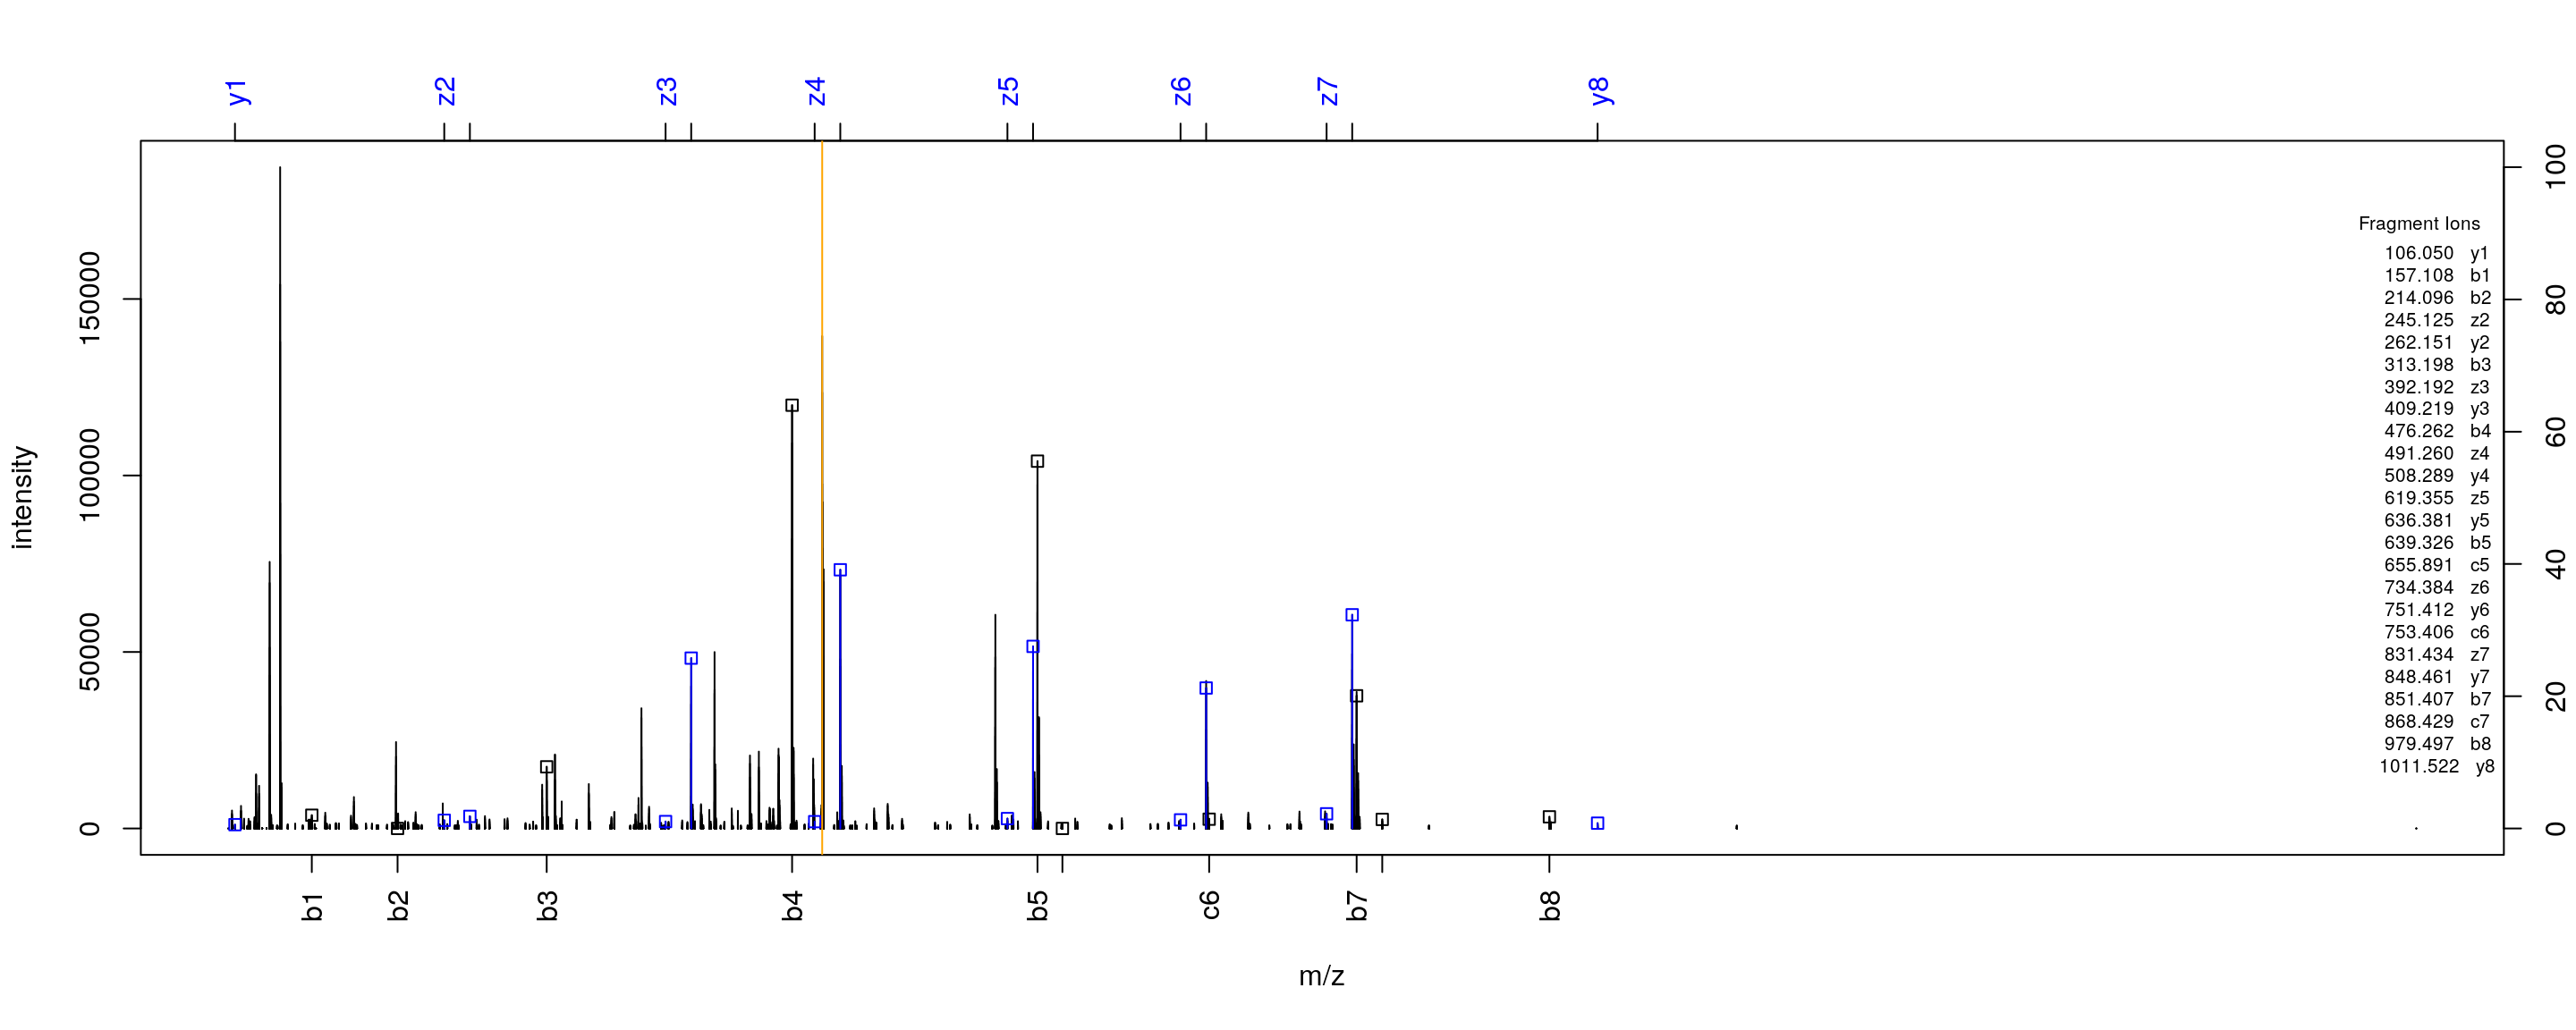 y1 z2 z3 z4 z5 z6 z7 y8
150000
100000
50000
0
intensity
100
80
60
40
20
0
Fragment Ions
106.050 y1
157.108 b1
214.096 b2
245.125 z2
262.151 y2
313.198 b3
392.192 z3
409.219 y3
476.262 b4
491.260 z4
508.289 y4
619.355 z5
636.381 y5
639.326 b5
655.891 c5
734.384 z6
751.412 y6
753.406 c6
831.434 z7
848.461 y7
851.407 b7
868.429 c7
979.497 b8
1011.522 y8
b1 b2 b3 b4 b5 c6 b7 b8
m/z